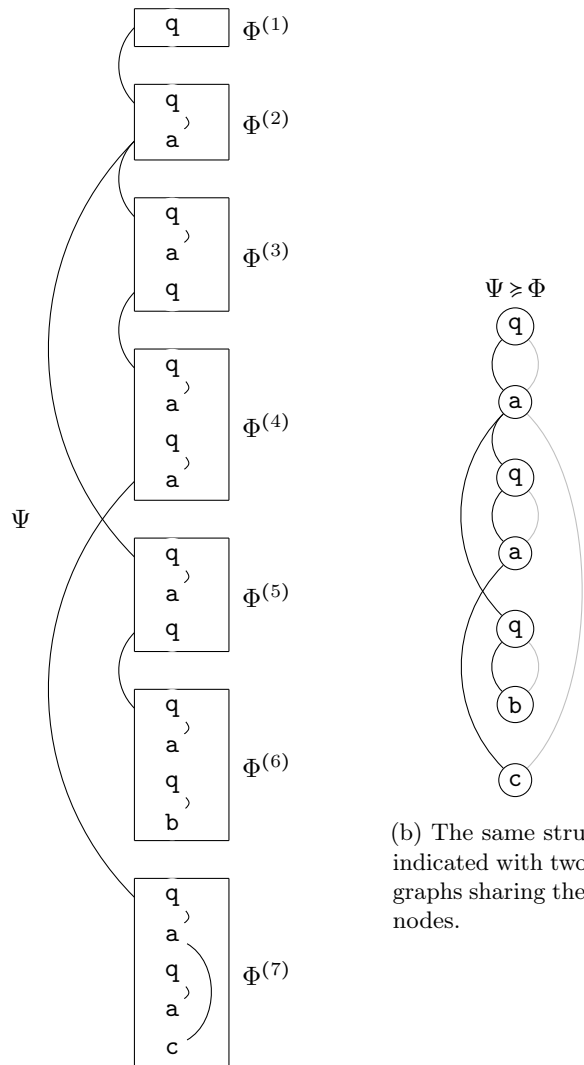 q Φ(1)
q
a Φ(2)
q
a
q Φ(3)
q
a
q
a Φ(4)
Ψ
q
a
q Φ(5)
q
a
q
b Φ(6)
q
a
q
a
c Φ(7)
Ψ ≽ Φ
q
a
q
a
q
b
c
(b) The same stru
indicated with two
graphs sharing the
nodes.